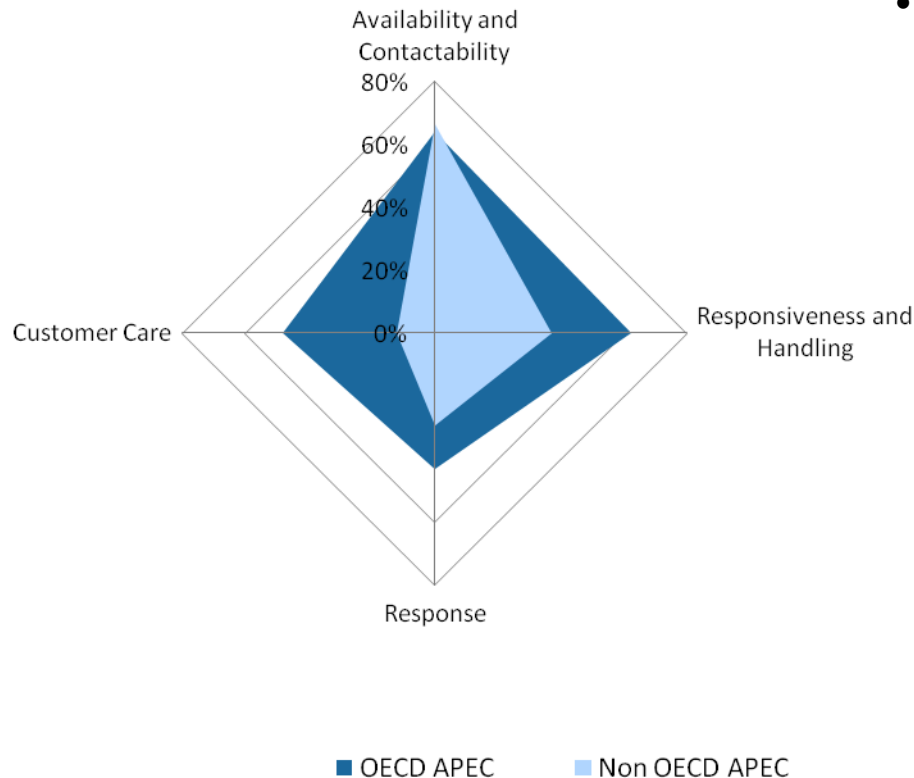 Availability and
Contactability
80%
60%
40%
20%
0%
Customer Care
Responsiveness and
Handling
Response
OECD APEC
Non OECD APEC